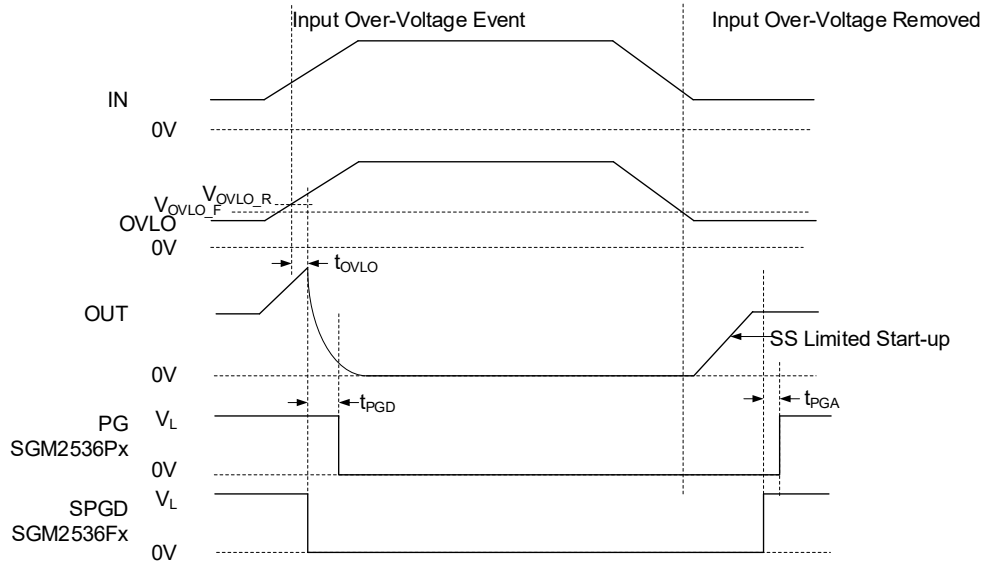 Input Over-Voltage Event
Input Over-Voltage Removed
IN
0V
VOVLO_R
VOVLO_F
OVLO
0V
tOVLO
OUT
SS Limited Start-up
0V
tPGD
tPGA
PG
SGM2536Px
VL
0V
SPGD
SGM2536Fx
VL
0V